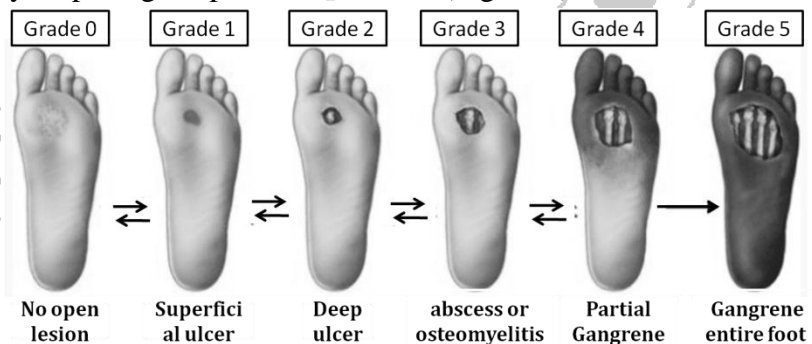 Grade 0
Grade 1
Grade 2
Grade 3
Grade 4
Grade 5
No open
lesion
Superfici
al ulcer
Deep
ulcer
abscess or
osteomyelitis
Partial
Gangrene
Gangrene
entire foot